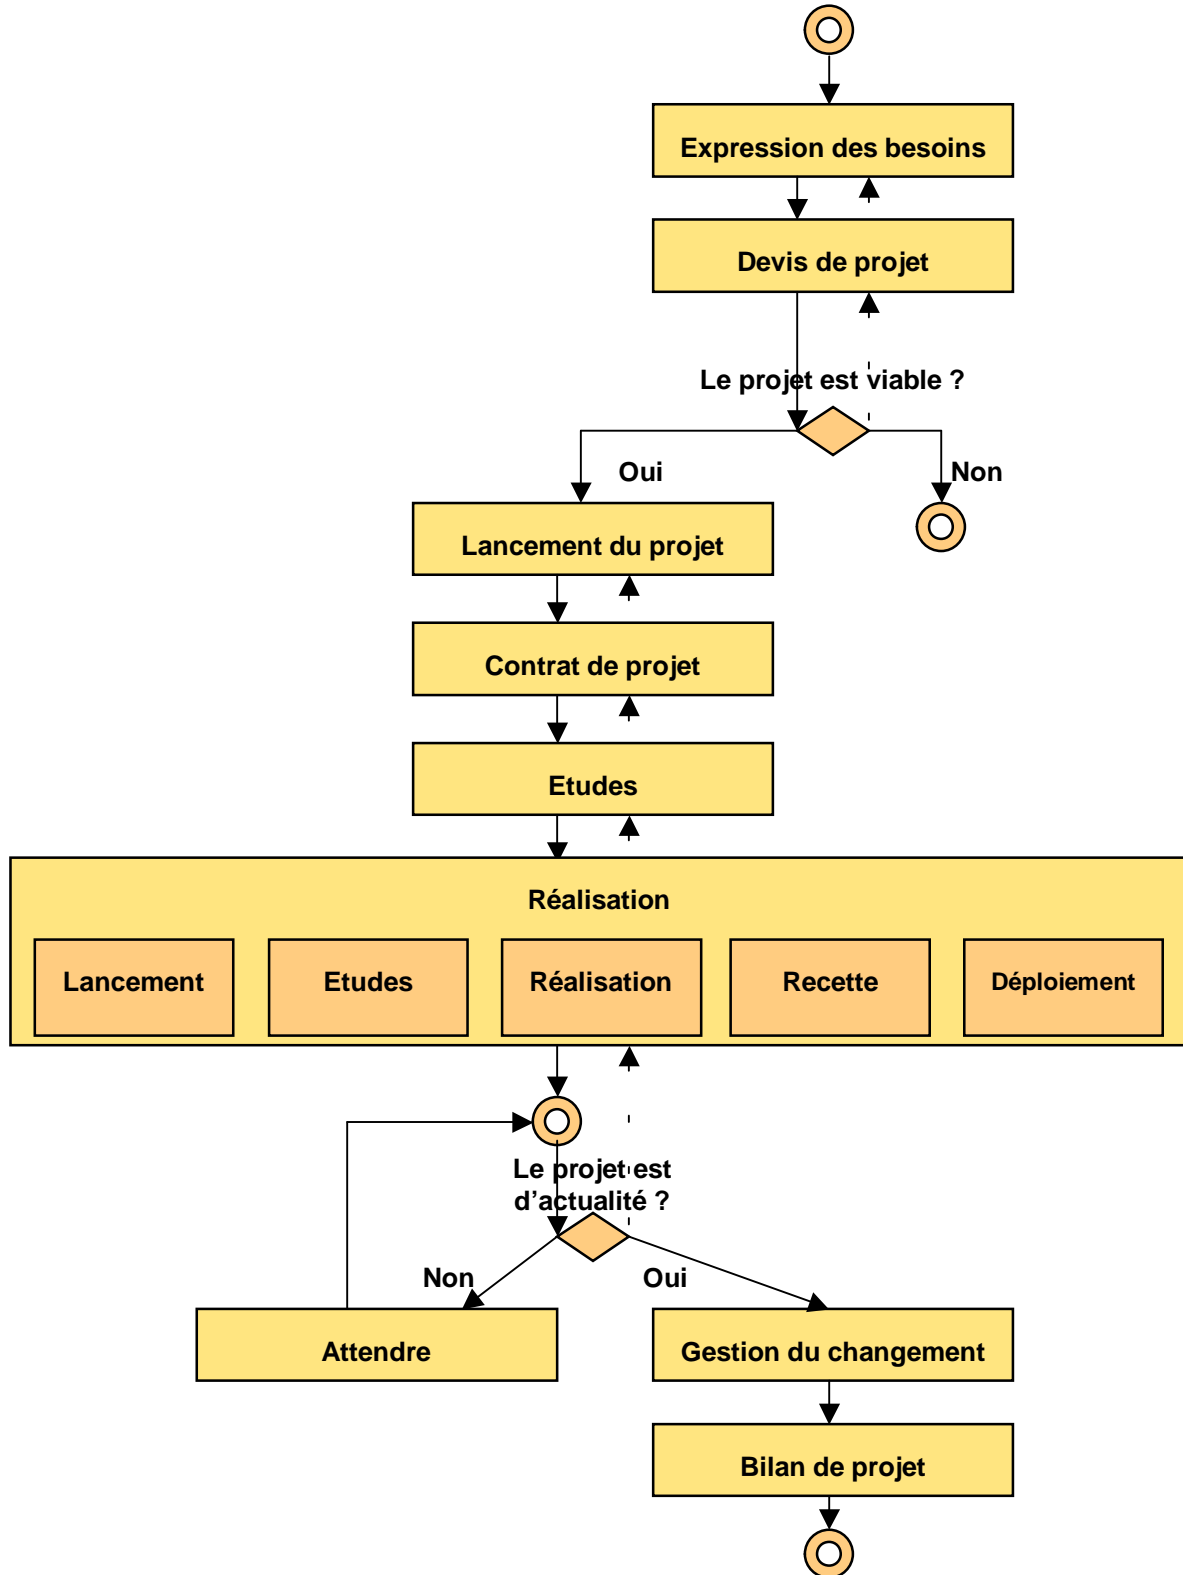 Expression des besoins
Devis de projet
Le projet est viable ?
Oui
Non
Lancement du projet
Contrat de projet
Etudes
Réalisation
Lancement
Etudes
Réalisation
Recette
Déploiement
Le projet est
d’actualité ?
Non
Oui
Attendre
Gestion du changement
Bilan de projet